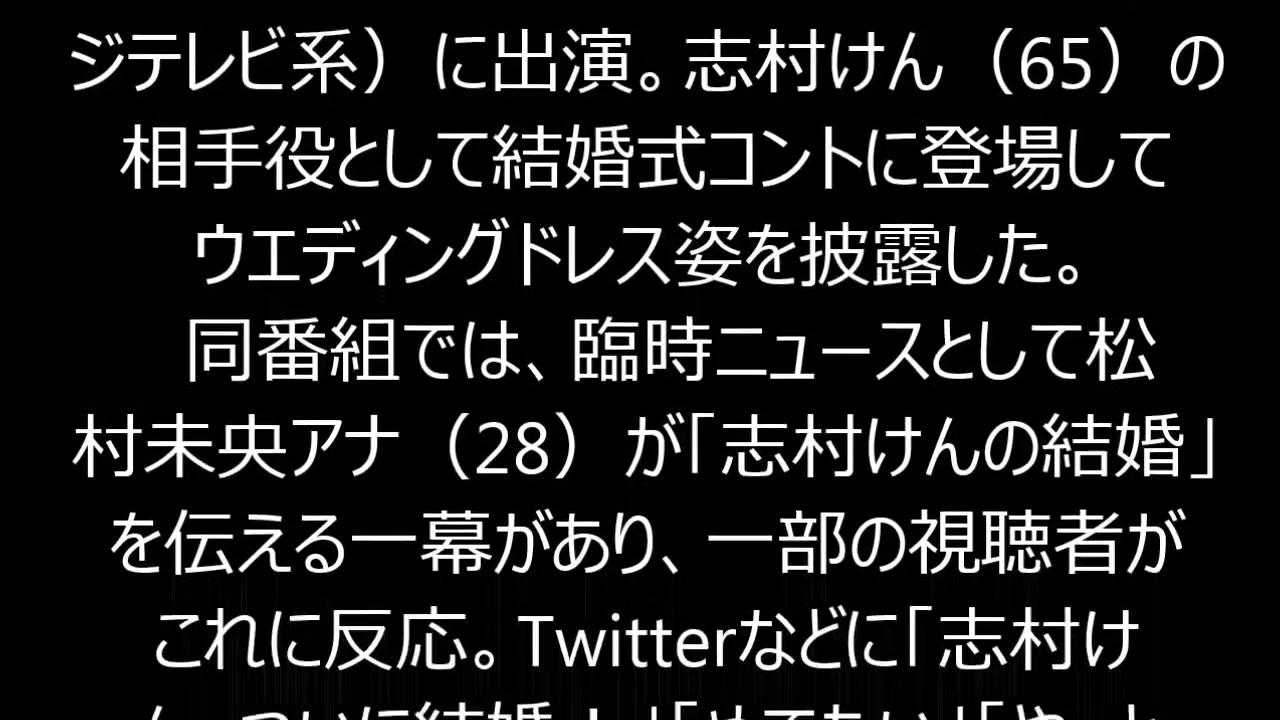 ジテレビ系）に出演。志村けん（65）の
相手役として結婚式コントに登場して
ウエディングドレス姿を披露した。
同番組では、臨時ニュースとして松
村未央アナ（28）が「志村けんの結婚」
を伝える一幕があり、一部の視聴者が
これに反応。Twitterなどに「志村け